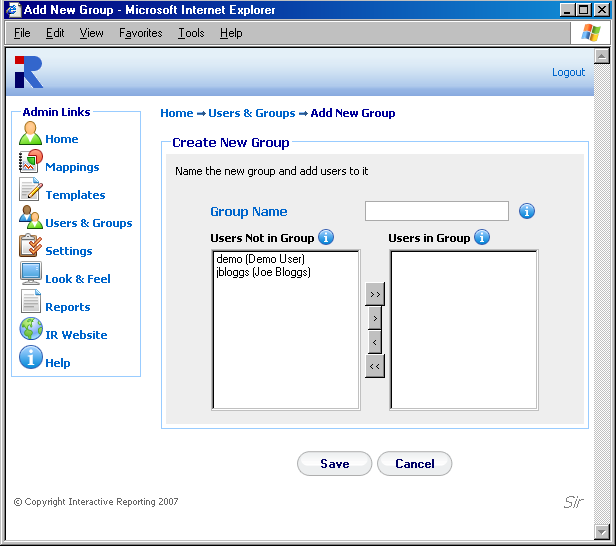 Add New Group - Microsoft Internet Explorer
File Edit View Favorites Tools Help
R
Logout
Admin Links
Home
Mappings
Templates
Users & Groups
Settings
Look & Feel
Reports
IR Website
Help
Home → Users & Groups → Add New Group
Create New Group
Name the new group and add users to it
Group Name
Users Not in Group
Users in Group
demo (Demo User)
jbloggs (Joe Bloggs)
>>
>
<
<<
Save Cancel
© Copyright Interactive Reporting 2007
Sir